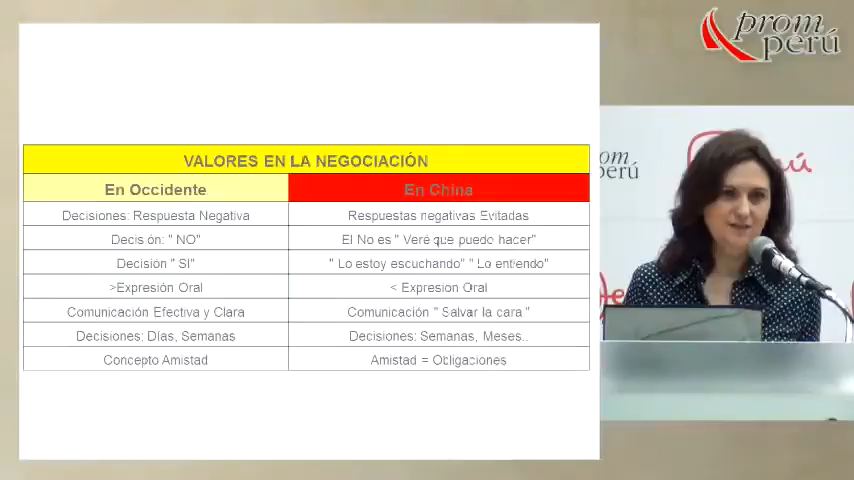 prom
perú
VALORES EN LA NEGOCIACIÓN
En Occidente
En China
Decisiones: Respuesta Negativa
Respuestas negativas Evitadas
Decisión: " NO"
El No es " Veré que puedo hacer"
Decisión " SI"
" Lo estoy escuchando" " Lo entiendo"
>Expresión Oral
< Expresion Oral
Comunicación Efectiva y Clara
Comunicación " Salvar la cara "
Decisiones: Días, Semanas
Decisiones: Semanas, Meses..
Concepto Amistad
Amistad = Obligaciones
prom
perú